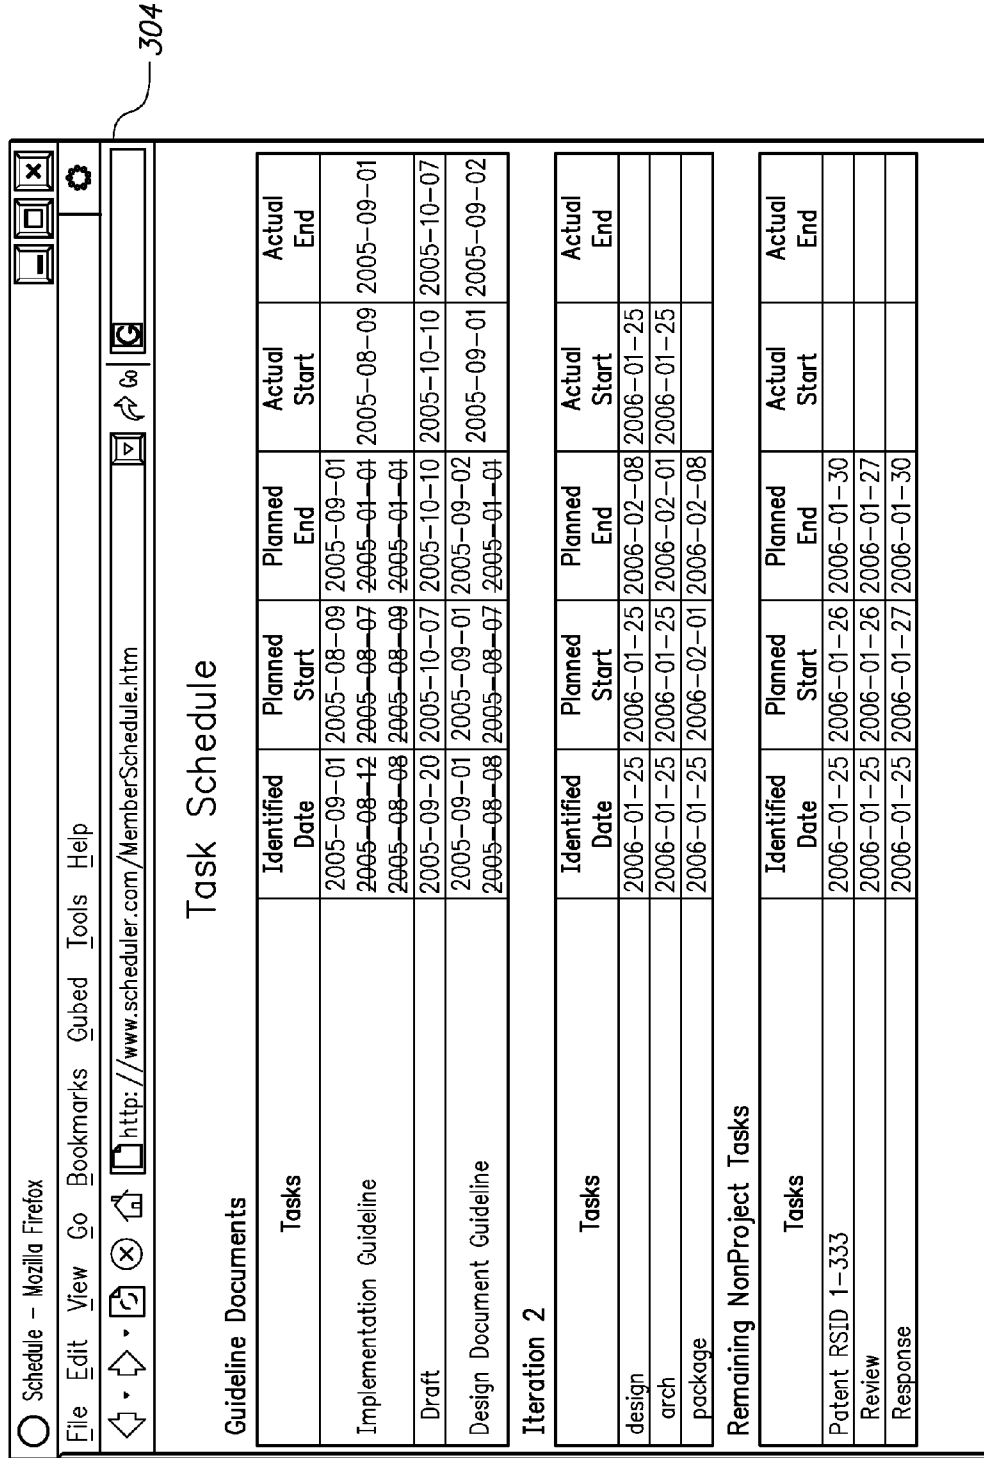 304
Schedule – Mozilla Firefox
File Edit View Go Bookmarks Gubed Tools Help
http: //www.scheduler.com/MemberSchedule.htm Go G
Task Schedule
Guideline Documents
Tasks Identified Date Planned Start Planned End Actual Start Actual End
Implementation Guideline 2005–09–01 2005–08–09 2005–09–01 2005–08–09 2005–09–01
2005–08–12 2005–08–07 2005–01–01
2005–08–08 2005–08–09 2005–01–01
Draft 2005–09–20 2005–10–07 2005–10–10 2005–10–10 2005–10–07
Design Document Guideline 2005–09–01 2005–09–01 2005–09–02 2005–09–01 2005–09–02
2005–08–08 2005–08–07 2005–01–01
Iteration 2
Tasks Identified Date Planned Start Planned End Actual Start Actual End
design 2006–01–25 2006–01–25 2006–02–08 2006–01–25
arch 2006–01–25 2006–01–25 2006–02–01 2006–01–25
package 2006–01–25 2006–02–01 2006–02–08
Remaining NonProject Tasks
Tasks Identified Date Planned Start Planned End Actual Start Actual End
Patent RSID 1–333 2006–01–25 2006–01–26 2006–01–30
Review 2006–01–25 2006–01–26 2006–01–27
Response 2006–01–25 2006–01–27 2006–01–30